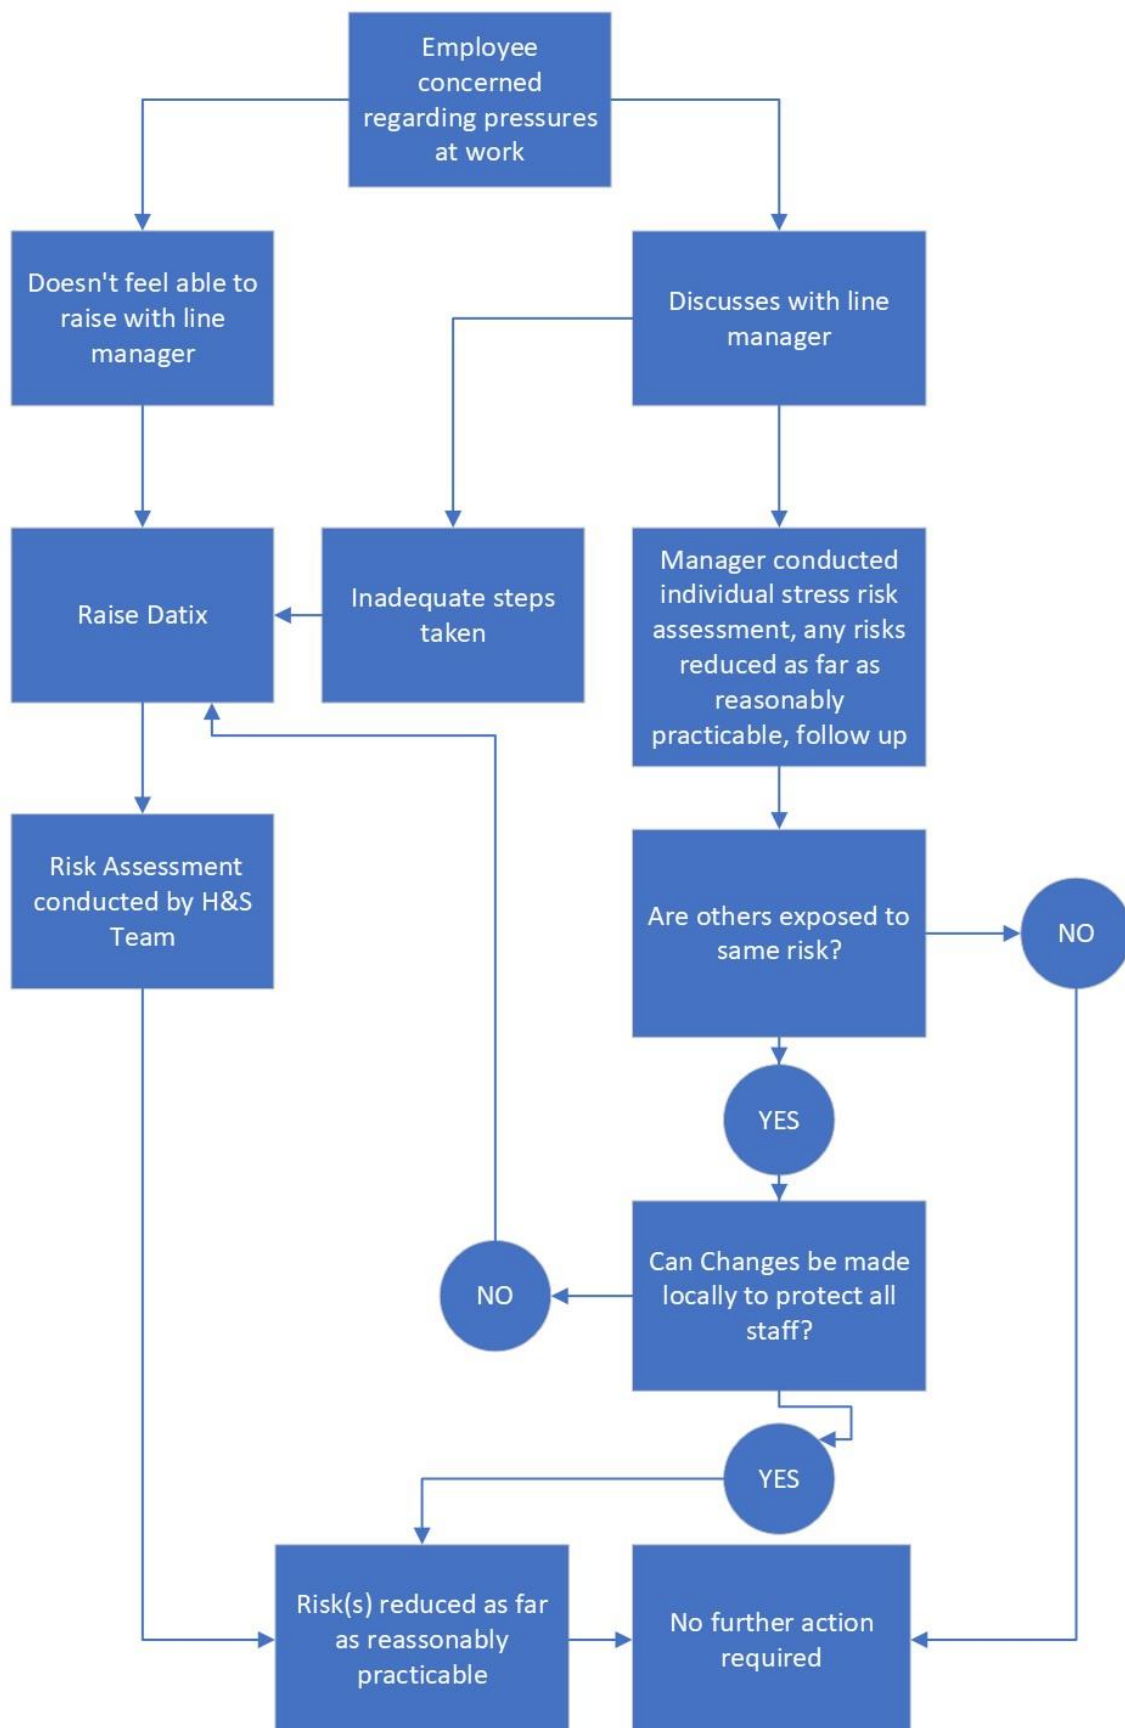 Employee
concerned
regarding pressures
at work
Doesn't feel able to
raise with line
manager
Discusses with line
manager
Raise Datix
Inadequate steps
taken
Manager conducted
individual stress risk
assessment, any risks
reduced as far as
reasonably
practicable, follow up
Risk Assessment
conducted by H&S
Team
Are others exposed to
same risk?
NO
YES
Can Changes be made
locally to protect all
staff?
NO
YES
Risk(s) reduced as far
as reassonably
practicable
No further action
required